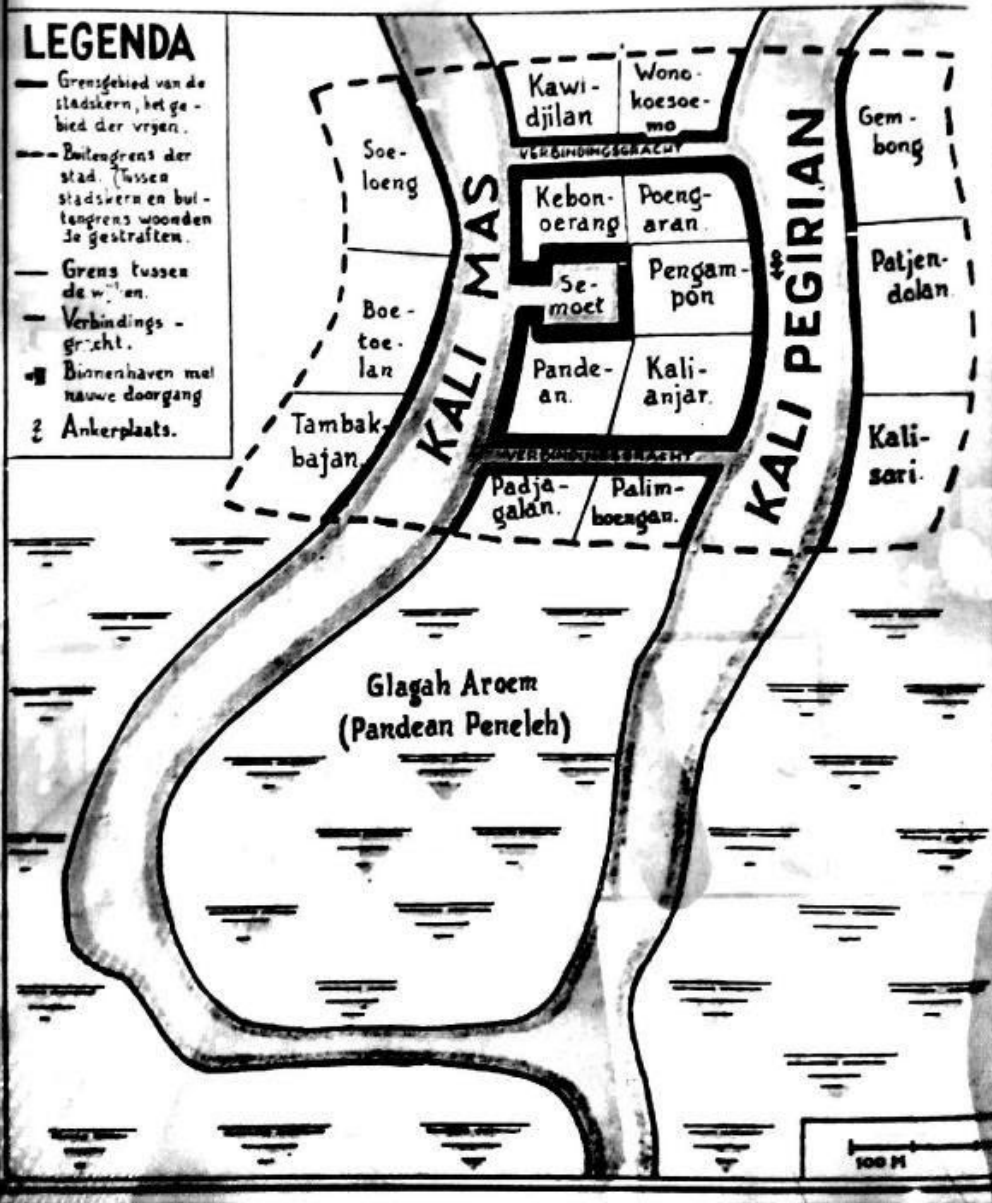 LEGENDA
Grensgebied van de
stadskern, het ge-
bied der vrijen.
Buitengrens der
stad. (Tussen
stadskern en bui-
tengrens woonden
de gestraften.
Grens tussen
de
Verbindings-
gracht.
Binnenhaven met
nauwe doorgang
Ankerplaats.
Kawi-
djilan
Wono-
koesoe-
mo
VERBINDINGSGRACHT
Soe-
loeng
Gem-
bong
Kebon-
oerang
Poeng-
aran.
KALI MAS
KALI PEGIRIAN
Se-
moet
Pengam-
pon
Patjen-
dolan
Boe-
toe-
lan
Pande-
an.
Kali-
anjar.
Tambak-
bajan
VERBINDINGSGRACHT
Kali-
sari.
Padja-
galan.
Palim-
boengan.
Glagah Aroem
(Pandean Peneleh)
100 M